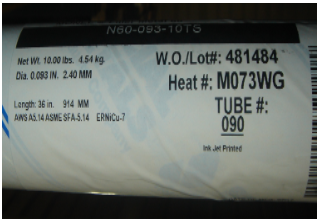 N60-093-10TS
Net Wt. 10.00 lbs. 4.54 kg.
Dia. 0.093 IN. 2.40 MM
Length: 36 in. 914 MM
AWS A5.14 ASME SFA-5.14 ERNiCu-7
W.O./Lot#: 481484
Heat #: M073WG
TUBE #:
090
Ink Jet Printed